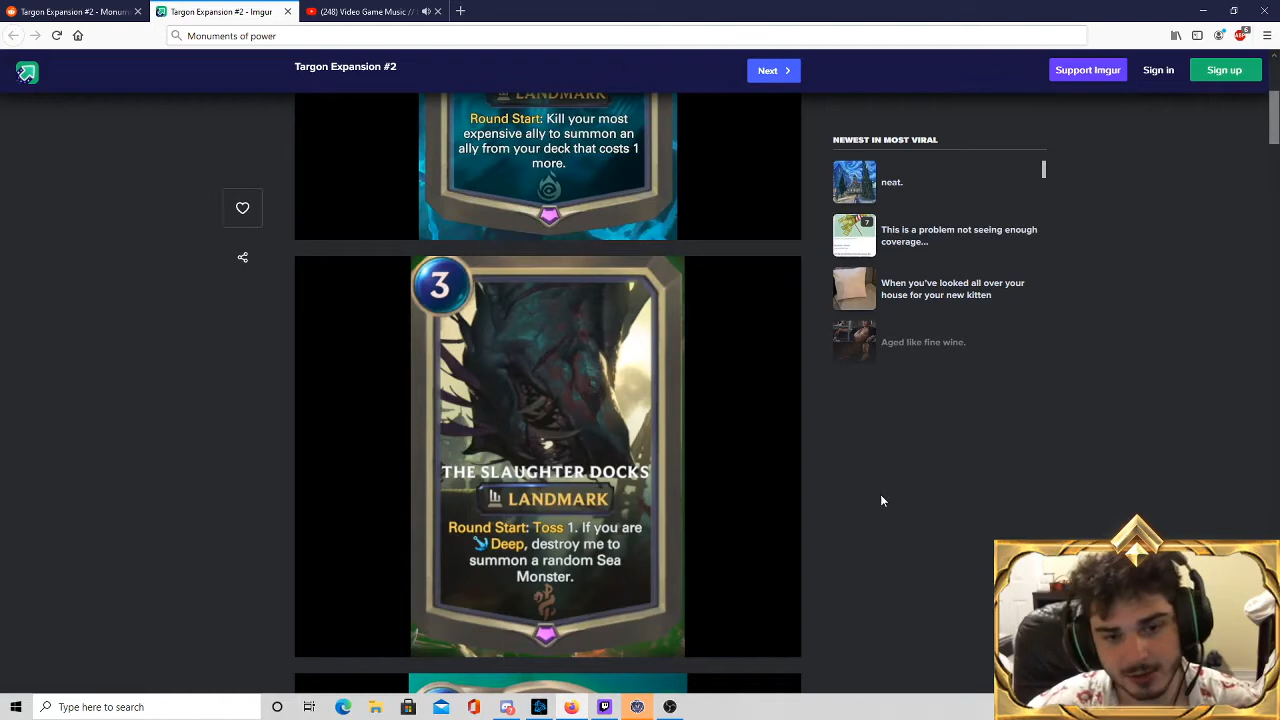 Targon Expansion #2 - Monum
Targon Expansion #2 - Imgur
(248) Video Game Music //
Monuments of power
6
Targon Expansion #2
Next
Support Imgur
Sign in
Sign up
LANDMARK
Round Start: Kill your most
expensive ally to summon an
ally from your deck that costs 1
more.
NEWEST IN MOST VIRAL
neat.
7
This is a problem not seeing enough
coverage...
When you've looked all over your
house for your new kitten
Aged like fine wine.
3
THE SLAUGHTER DOCKS
LANDMARK
Round Start: Toss 1. If you are
Deep, destroy me to
summon a random Sea
Monster.
Type here to search